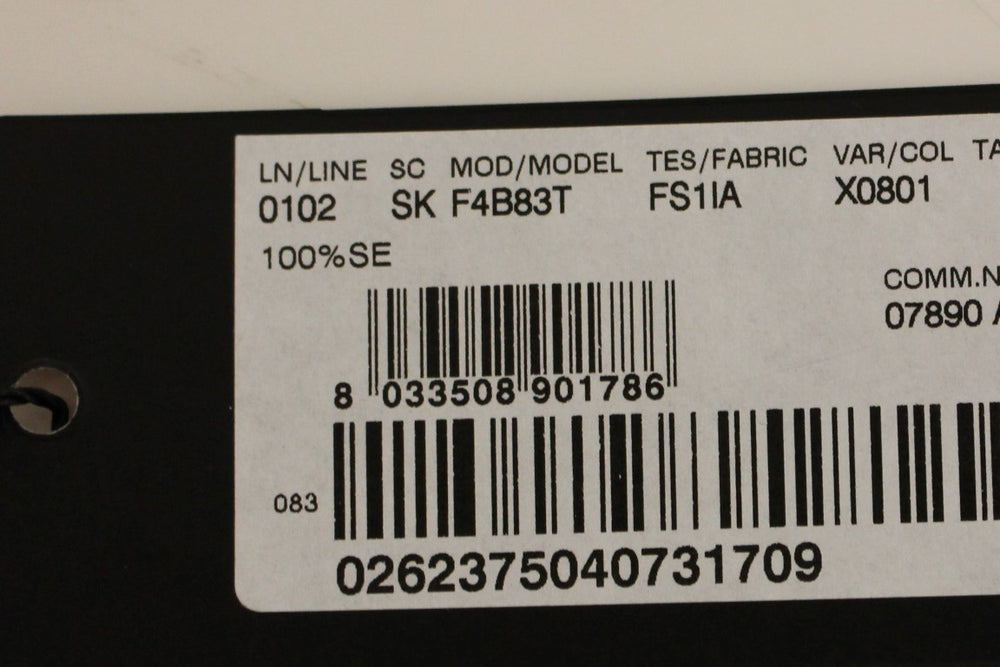 LN/LINE SC MOD/MODEL TES/FABRIC VAR/COL TA
0102 SK F4B83T FS1IA X0801
100%SE
COMM.N
07890
8 033508 901786
083
0262375040731709